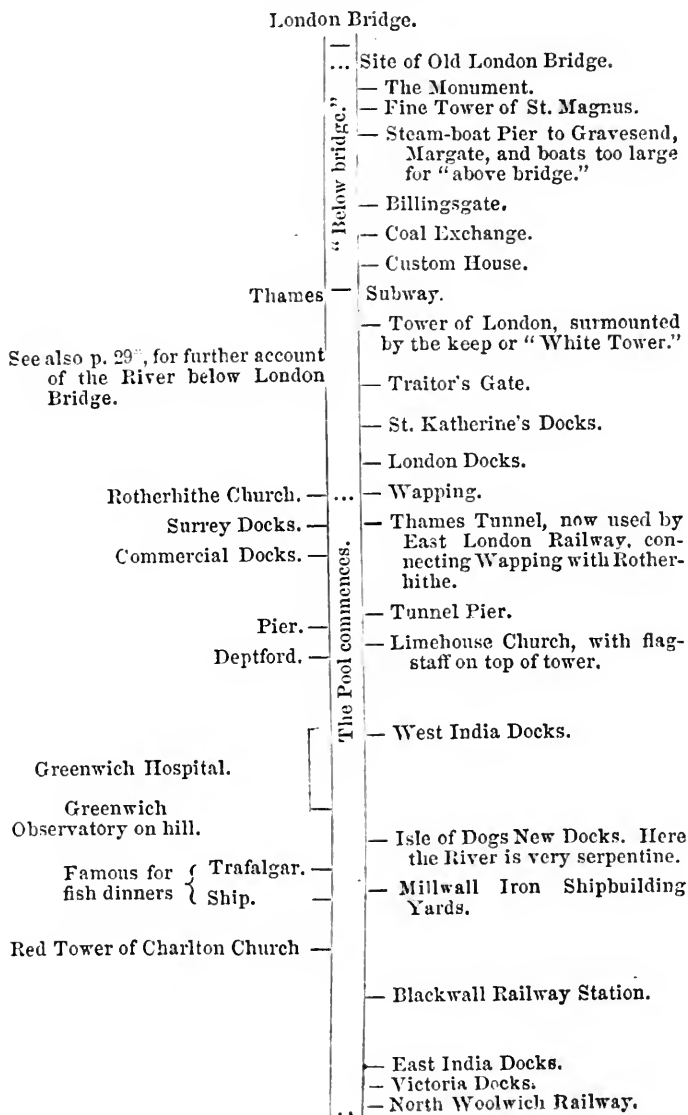 London Bridge.
Site of Old London Bridge.
The Monument.
Fine Tower of St. Magnus.
Steam-boat Pier to Gravesend,
Margate, and boats too large
for "above bridge."
"Below bridge."
Billingsgate.
Coal Exchange.
Custom House.
Thames — Subway.
Tower of London, surmounted
by the keep or "White Tower."
See also p. 29, for further account
of the River below London
Bridge.
Traitor's Gate.
St. Katherine's Docks.
London Docks.
Rotherhithe Church. — ... — Wapping.
Surrey Docks. —
Commercial Docks. —
Thames Tunnel, now used by
East London Railway, con-
necting Wapping with Rother-
hithe.
The Pool commences.
Tunnel Pier.
Pier. —
Deptford. —
Limehouse Church, with flag-
staff on top of tower.
West India Docks.
Greenwich Hospital.
Greenwich
Observatory on hill.
Isle of Dogs New Docks. Here
the River is very serpentine.
Famous for
fish dinners
Trafalgar. —
Ship. —
Millwall Iron Shipbuilding
Yards.
Red Tower of Charlton Church —
Blackwall Railway Station.
East India Docks.
Victoria Docks.
North Woolwich Railway.